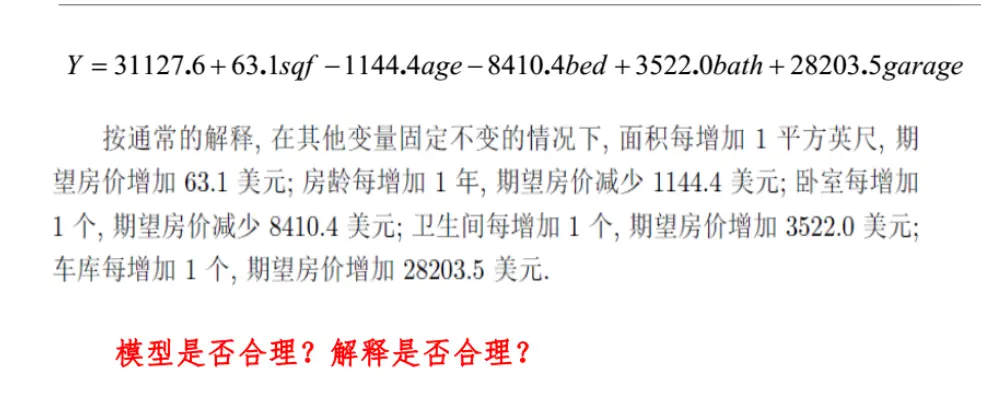 Y = 31127.6 + 63.1sqf − 1144.4age − 8410.4bed + 3522.0bath + 28203.5garage
按通常的解释, 在其他变量固定不变的情况下, 面积每增加 1 平方英尺, 期
望房价增加 63.1 美元; 房龄每增加 1 年, 期望房价减少 1144.4 美元; 卧室每增加
1 个, 期望房价减少 8410.4 美元; 卫生间每增加 1 个, 期望房价增加 3522.0 美元;
车库每增加 1 个, 期望房价增加 28203.5 美元.
模型是否合理？解释是否合理？